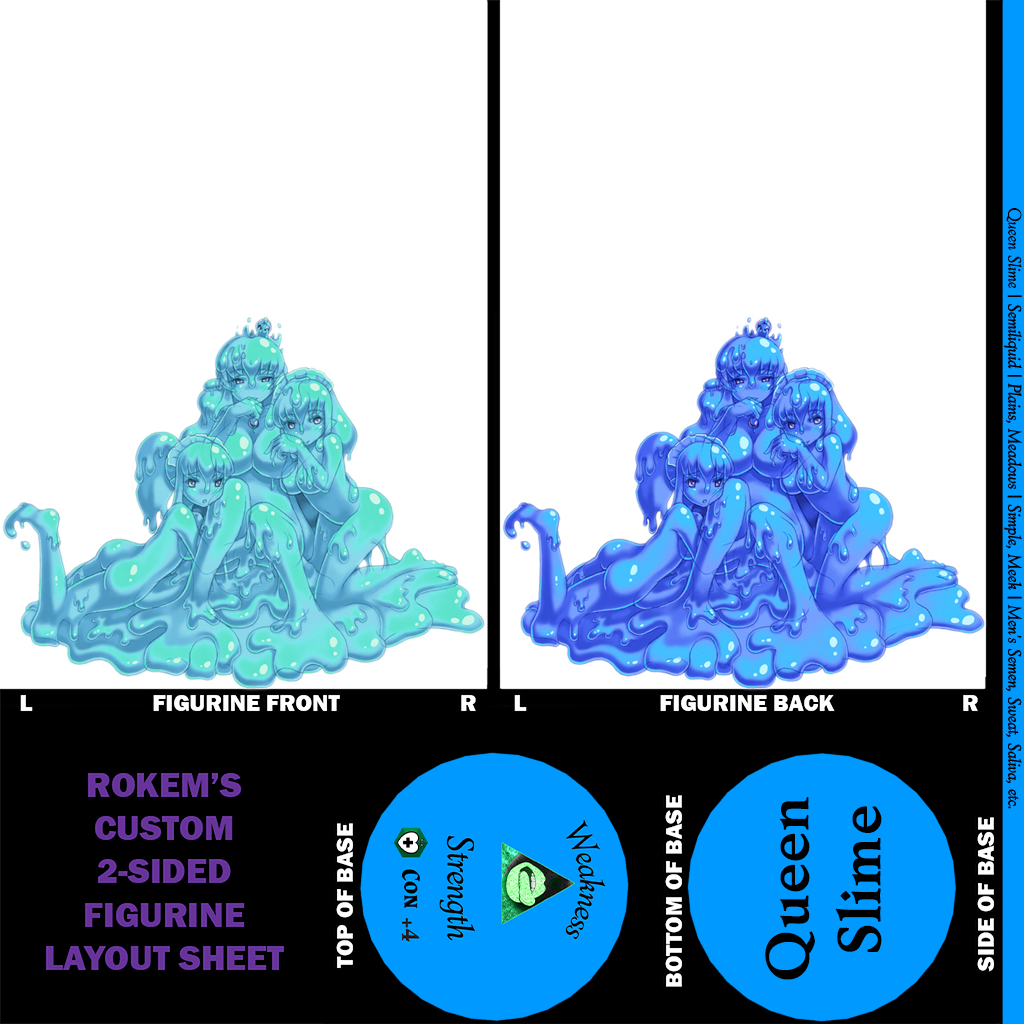 L
FIGURINE FRONT
R
L
FIGURINE BACK
R
ROKEM'S
CUSTOM
2-SIDED
FIGURINE
LAYOUT SHEET
TOP OF BASE
Weakness
Strength
CON +4
BOTTOM OF BASE
Queen
Slime
SIDE OF BASE
Queen Slime | Semiliquid | Plains, Meadows | Simple, Meek | Men's Semen, Sweat, Saliva, etc.